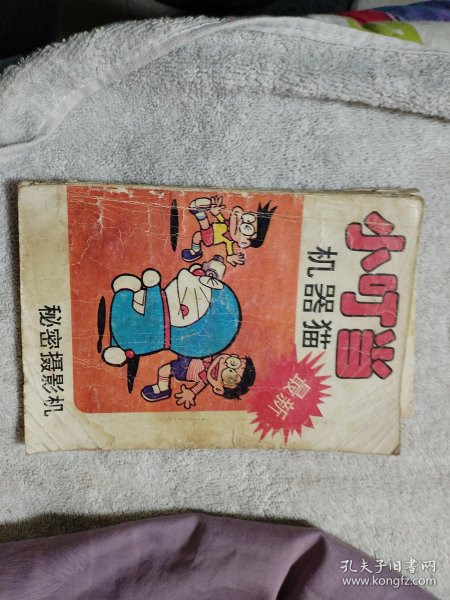 小叮当
机器猫
最新
秘密摄影机
孔夫子旧书网
www.kongfz.com